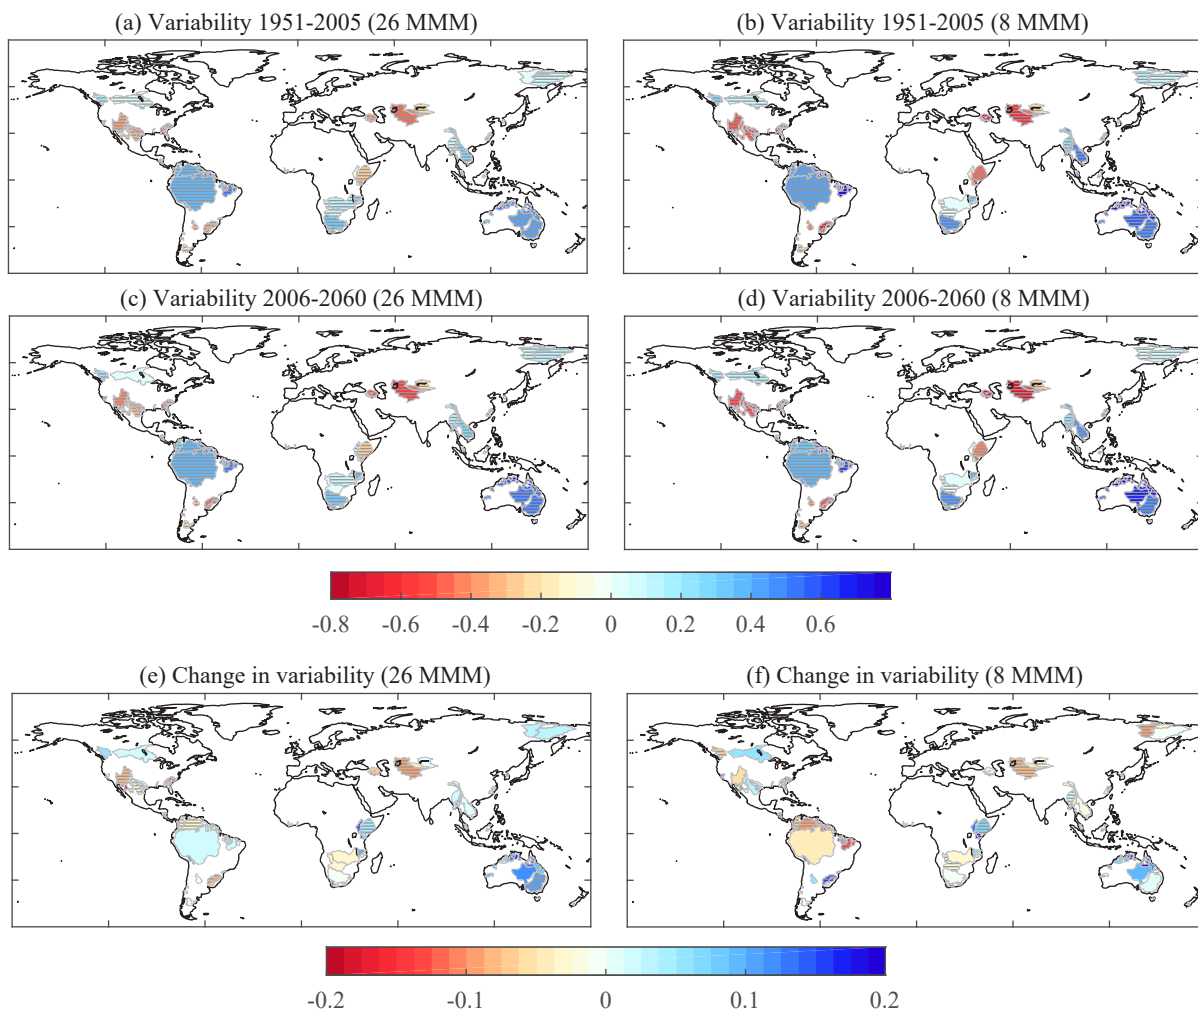 (a) Variability 1951-2005 (26 MMM)
(b) Variability 1951-2005 (8 MMM)
(c) Variability 2006-2060 (26 MMM)
(d) Variability 2006-2060 (8 MMM)
-0.8 -0.6 -0.4 -0.2 0 0.2 0.4 0.6
(e) Change in variability (26 MMM)
(f) Change in variability (8 MMM)
-0.2 -0.1 0 0.1 0.2